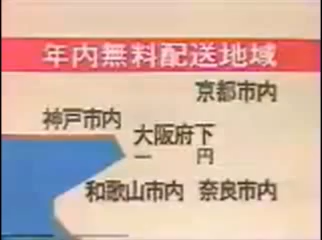 年内無料配送地域
京都市内
神戸市内
大阪府下
一円
和歌山市内 奈良市内